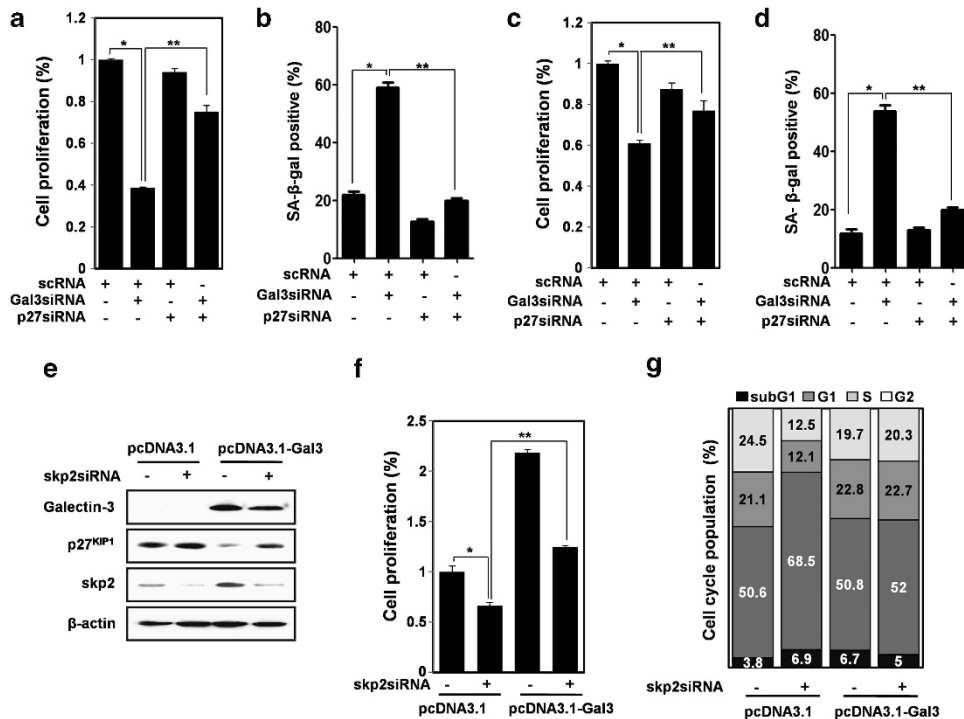 a
Cell proliferation (%)
1.2
1
0.8
0.6
0.4
0.2
0
* **
scRNA + + + -
Gal3siRNA - + - +
p27siRNA - - + +
b
SA-β-gal positive (%)
80
60
40
20
0
* **
scRNA + + + -
Gal3siRNA - + - +
p27siRNA - - + +
c
Cell proliferation (%)
1.2
1
0.8
0.6
0.4
0.2
0
* **
scRNA + + + -
Gal3siRNA - + - +
p27siRNA - - + +
d
SA- β-gal positive (%)
80
60
40
20
0
* **
scRNA + + + -
Gal3siRNA - + - +
p27siRNA - - + +
e
pcDNA3.1 pcDNA3.1-Gal3
skp2siRNA - + - +
Galectin-3
p27KIP1
skp2
β-actin
f
Cell proliferation (%)
2.5
2
1.5
1
0.5
0
* **
skp2siRNA - + - +
pcDNA3.1 pcDNA3.1-Gal3
g
subG1 G1 S G2
Cell cycle population (%)
24.5 12.5 19.7 20.3
21.1 12.1 22.8 22.7
50.6 68.5 50.8 52
3.8 6.9 6.7 5
skp2siRNA - + - +
pcDNA3.1 pcDNA3.1-Gal3